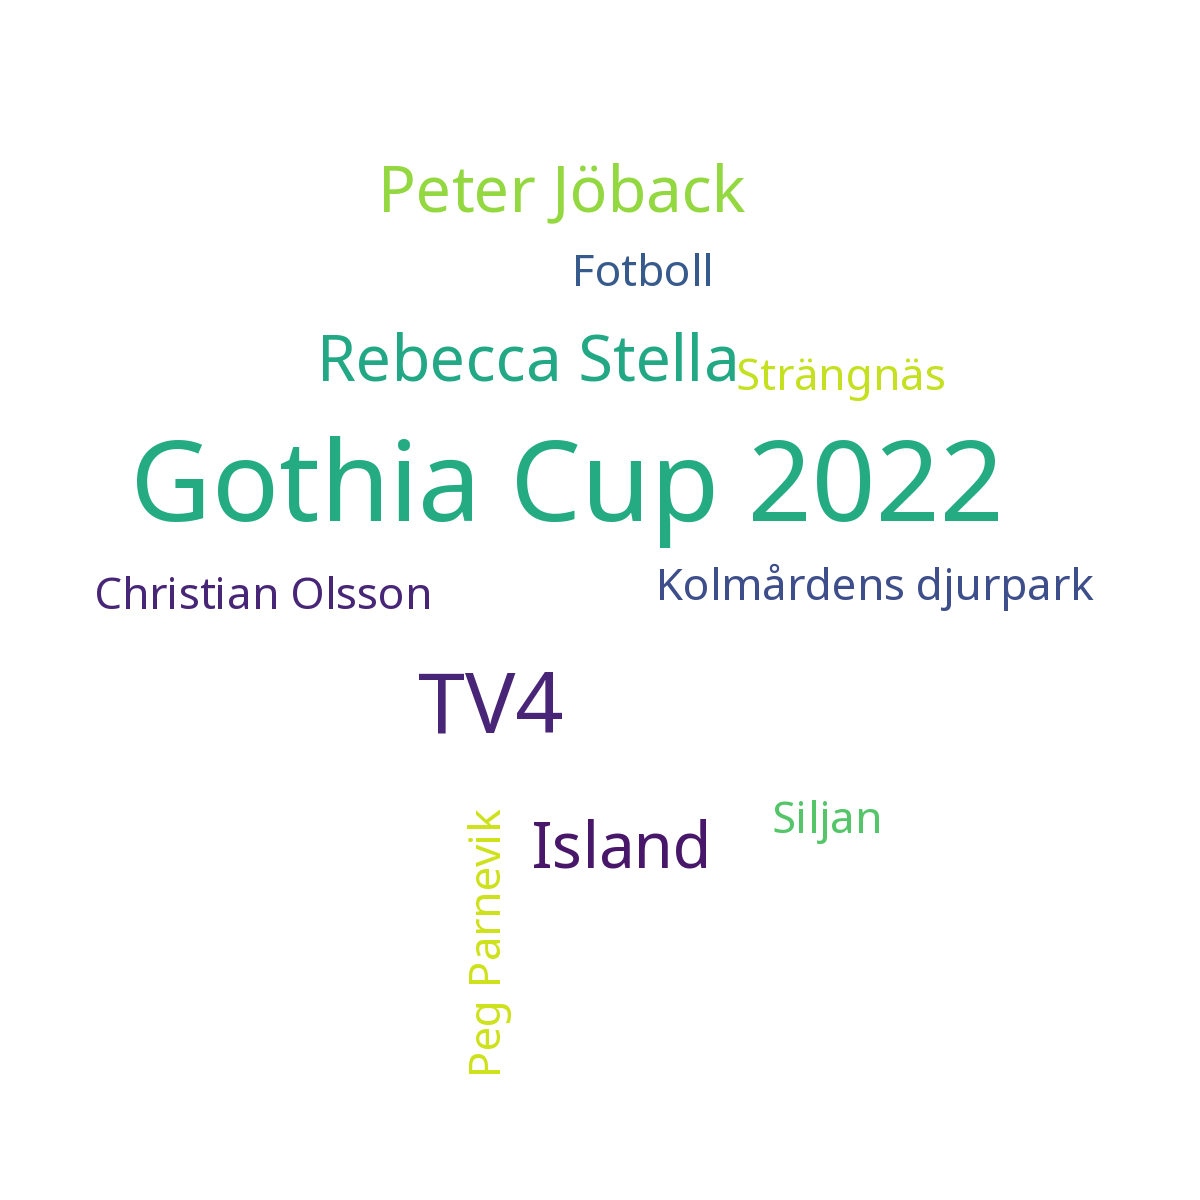 Peter Jöback
Fotboll
Rebecca Stella
Strängnäs
Gothia Cup 2022
Christian Olsson
Kolmårdens djurpark
TV4
Peg Parnevik
Island
Siljan